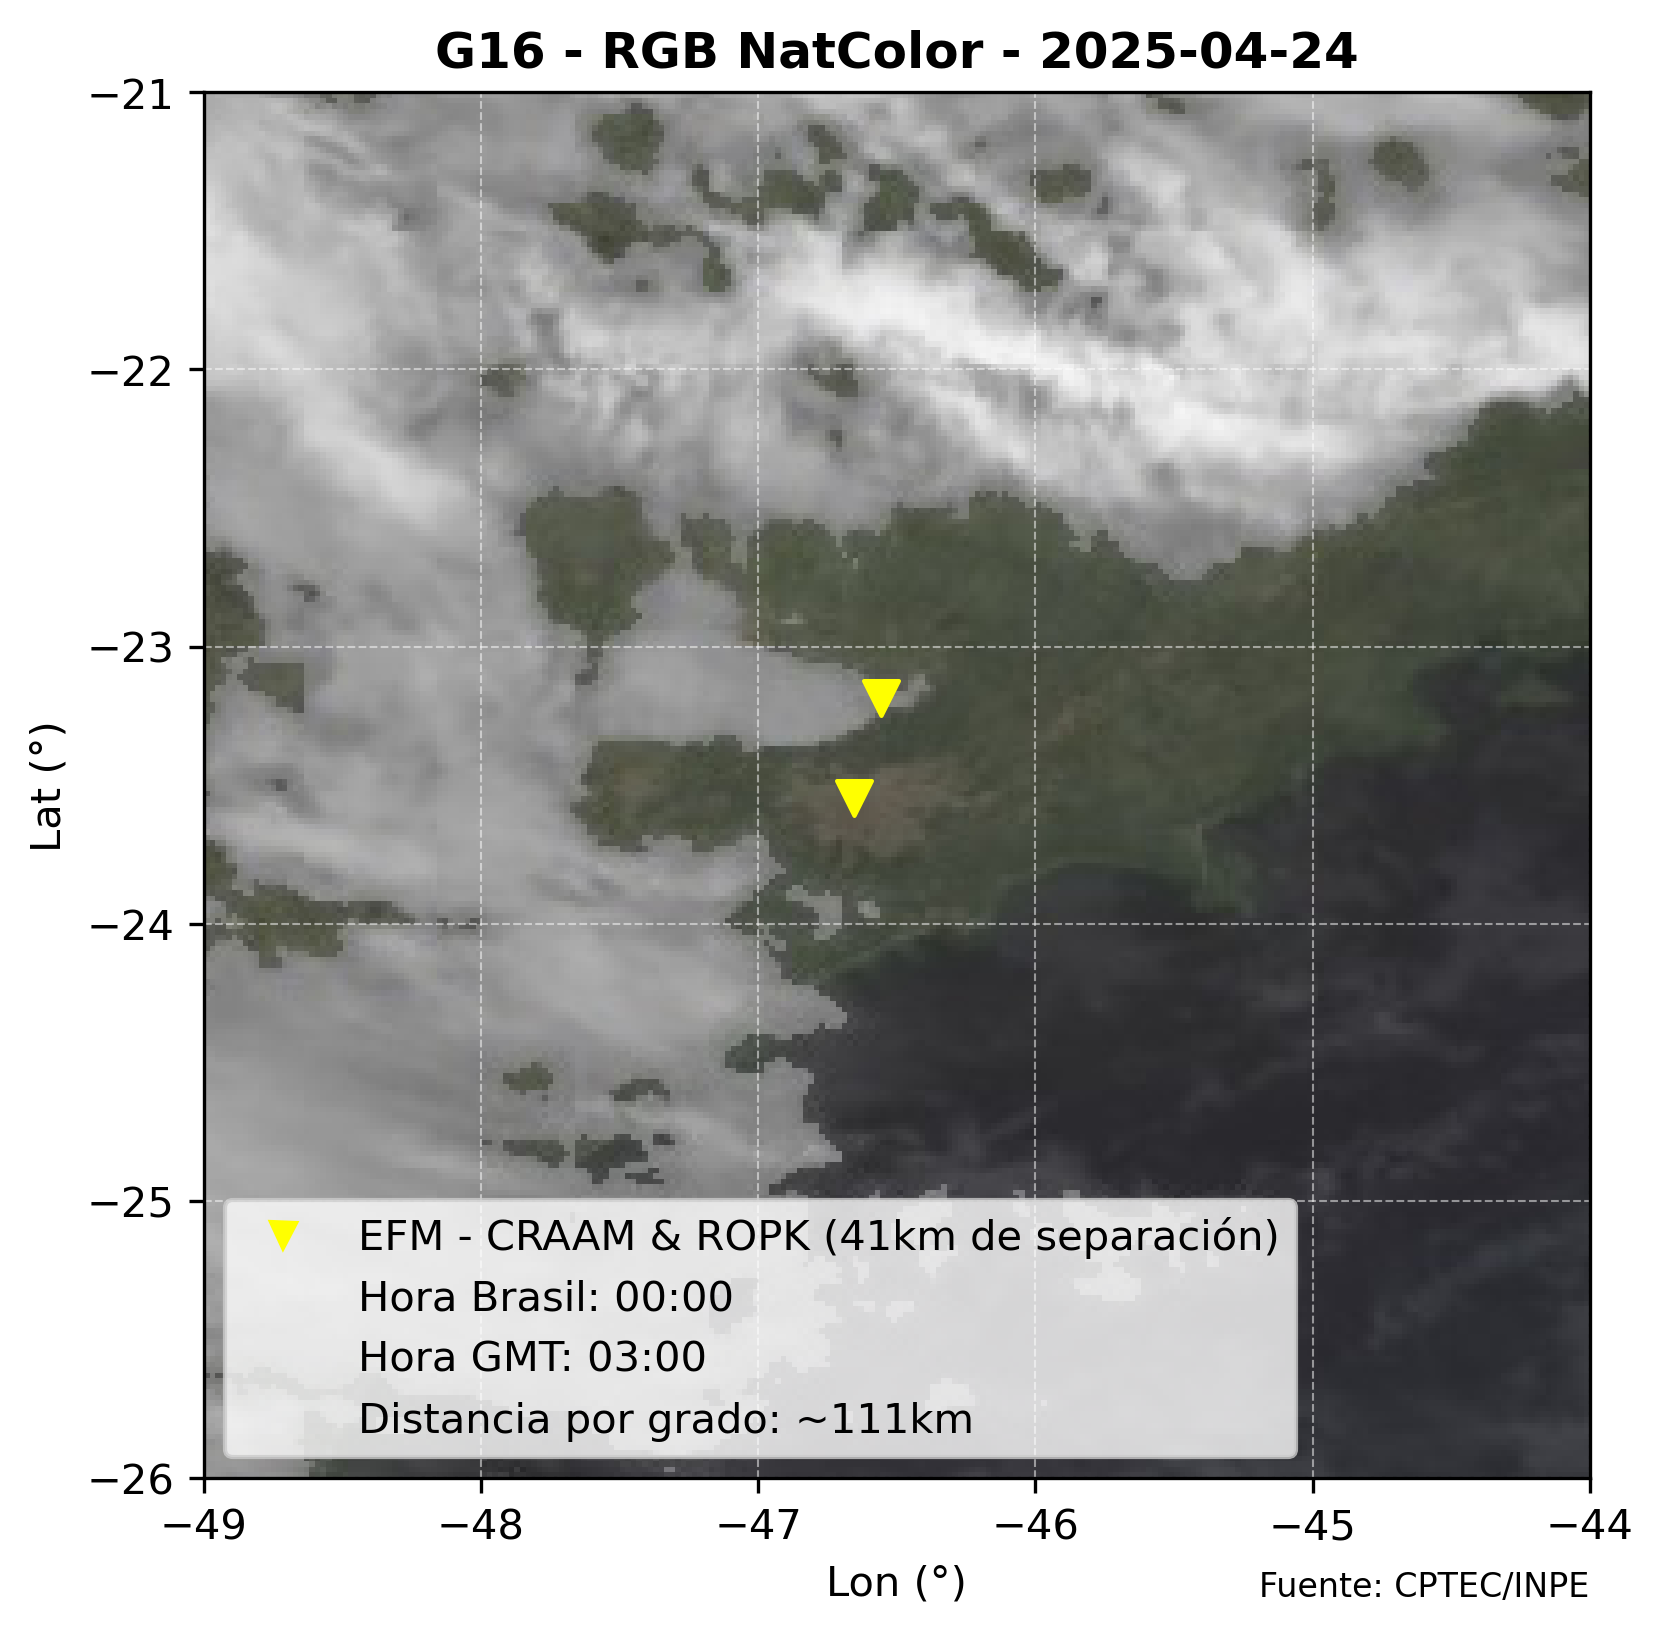 G16 - RGB NatColor - 2025-04-24
−21
−22
−23
−24
−25
−26
Lat (°)
EFM - CRAAM & ROPK (41km de separación)
Hora Brasil: 00:00
Hora GMT: 03:00
Distancia por grado: ~111km
−49
−48
−47
−46
−45
−44
Lon (°)
Fuente: CPTEC/INPE